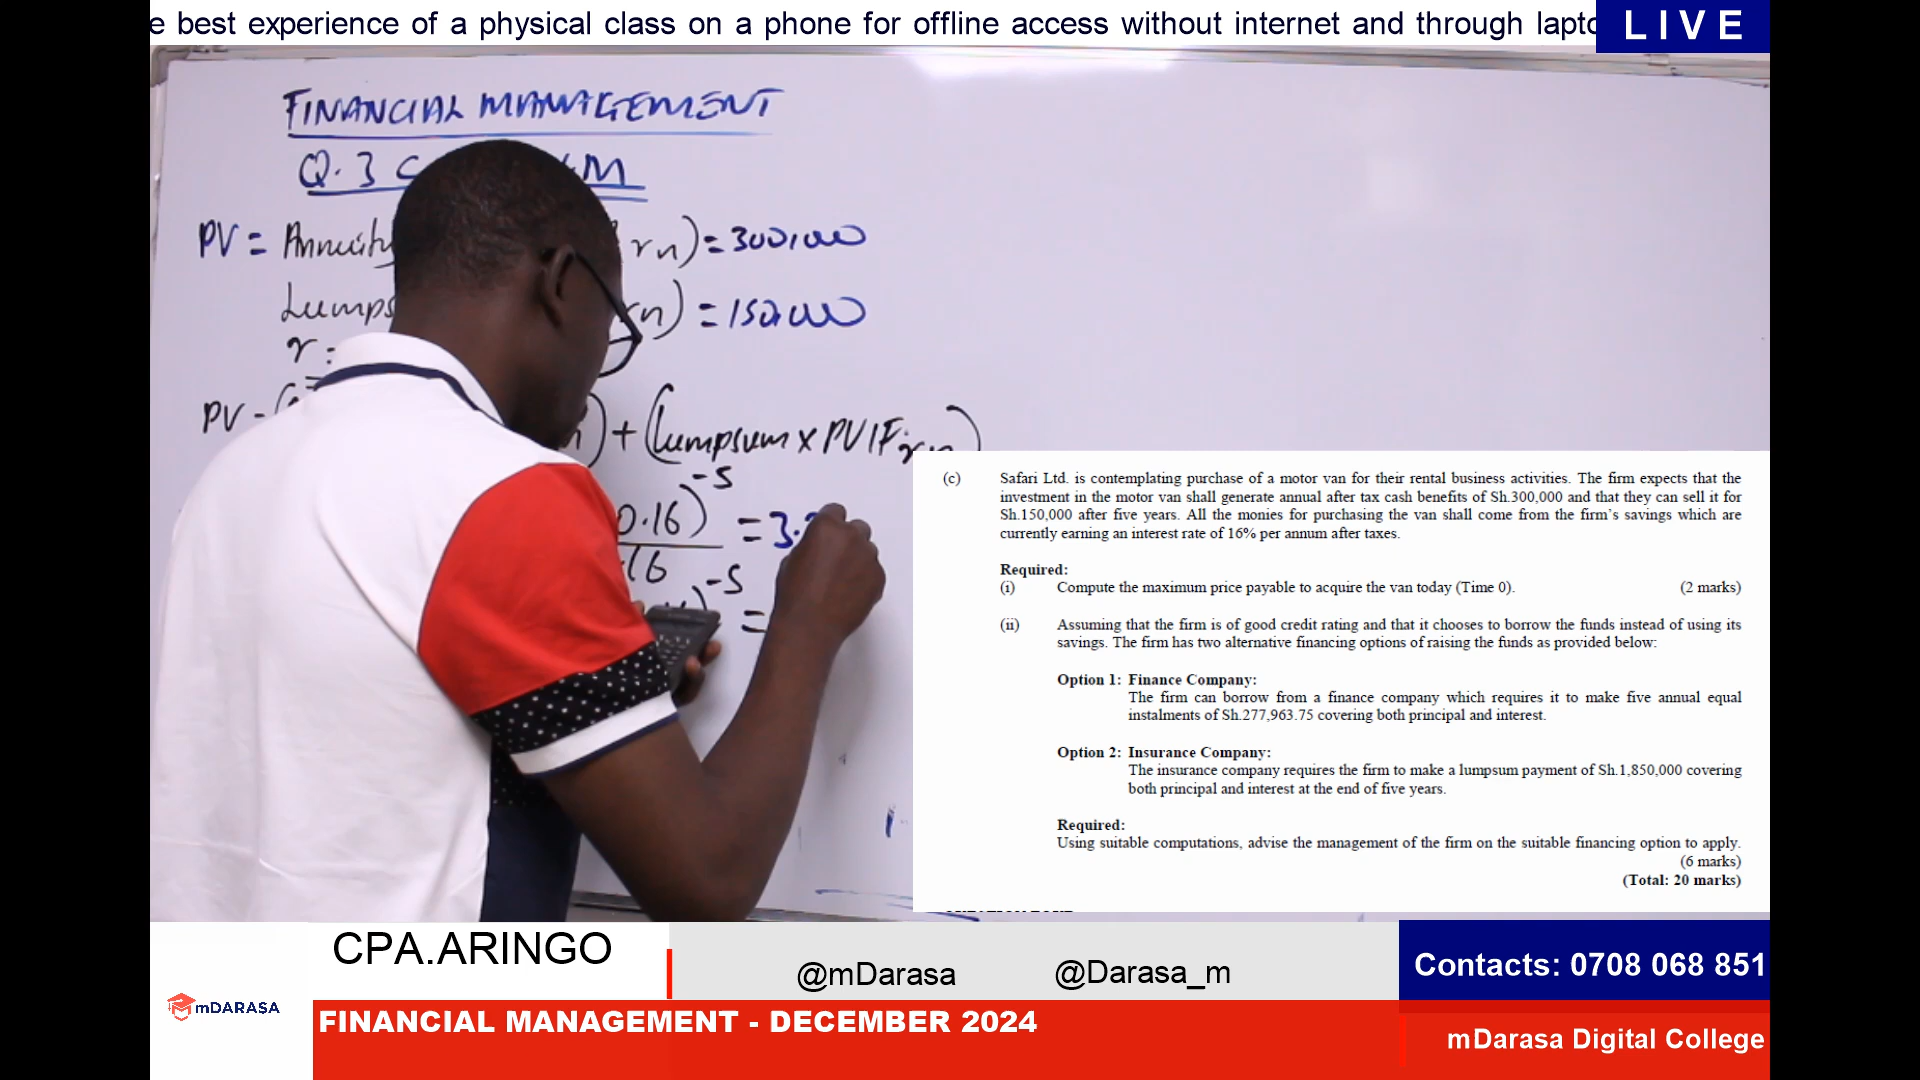 e best experience of a physical class on a phone for offline access without internet and through lapto
LIVE
FINANCIAL MANAGEMENT
Q.3 C
M
PV = Annuity rn) = 300,000
Lumps rn) = 150,000
r =
PV = ( ) + (Lumpsum x PVIF rn)
0.16) -5 = 3.
.16
-5 =
(c) Safari Ltd. is contemplating purchase of a motor van for their rental business activities. The firm expects that the
investment in the motor van shall generate annual after tax cash benefits of Sh.300,000 and that they can sell it for
Sh.150,000 after five years. All the monies for purchasing the van shall come from the firm's savings which are
currently earning an interest rate of 16% per annum after taxes.
Required:
(i) Compute the maximum price payable to acquire the van today (Time 0). (2 marks)
(ii) Assuming that the firm is of good credit rating and that it chooses to borrow the funds instead of using its
savings. The firm has two alternative financing options of raising the funds as provided below:
Option 1: Finance Company:
The firm can borrow from a finance company which requires it to make five annual equal
instalments of Sh.277,963.75 covering both principal and interest.
Option 2: Insurance Company:
The insurance company requires the firm to make a lumpsum payment of Sh.1,850,000 covering
both principal and interest at the end of five years.
Required:
Using suitable computations, advise the management of the firm on the suitable financing option to apply.
(6 marks)
(Total: 20 marks)
CPA.ARINGO
@mDarasa
@Darasa_m
Contacts: 0708 068 851
mDARASA
FINANCIAL MANAGEMENT - DECEMBER 2024
mDarasa Digital College